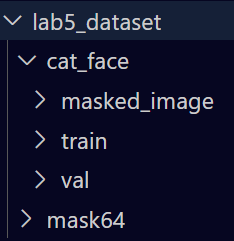 lab5_dataset
cat_face
masked_image
train
val
mask64